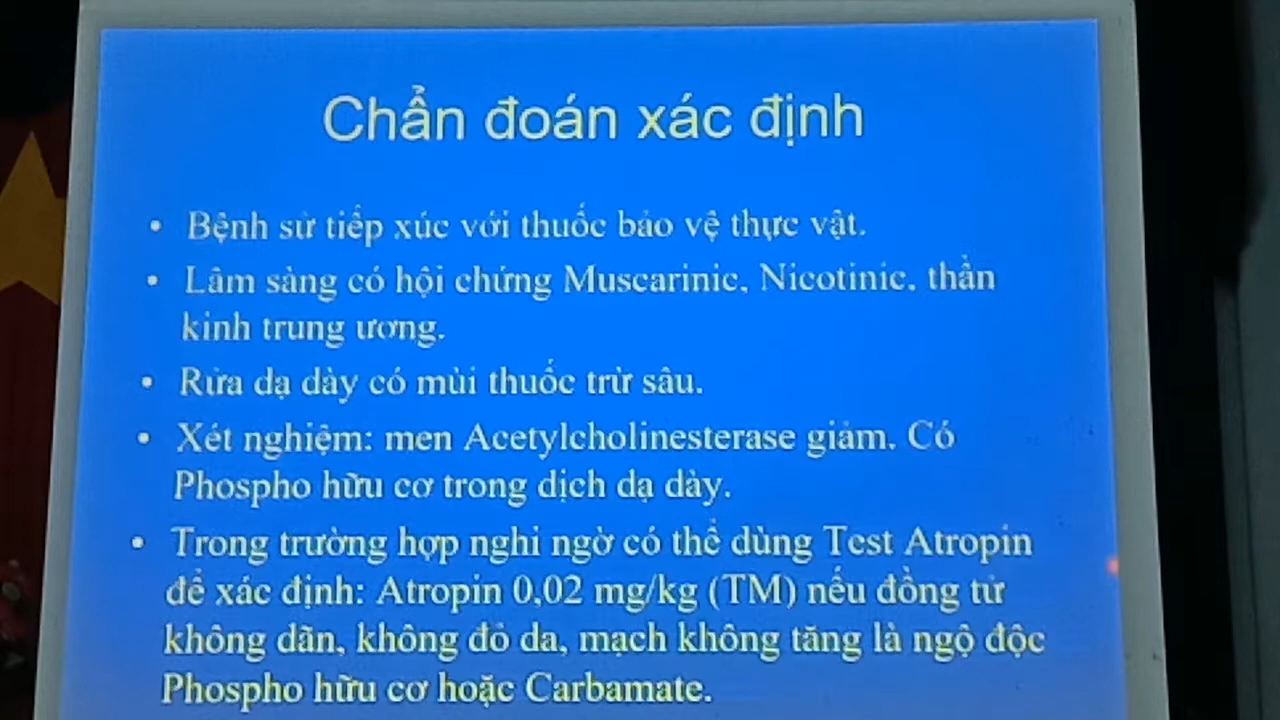 Chẩn đoán xác định
• Bệnh sử tiếp xúc với thuốc bảo vệ thực vật.
• Lâm sàng có hội chứng Muscarinic, Nicotinic, thần
kinh trung ương.
• Rửa dạ dày có mùi thuốc trừ sâu.
• Xét nghiệm: men Acetylcholinesterase giảm. Có
Phospho hữu cơ trong dịch dạ dày.
• Trong trường hợp nghi ngờ có thể dùng Test Atropin
để xác định: Atropin 0,02 mg/kg (TM) nếu đồng tử
không dãn, không đỏ da, mạch không tăng là ngộ độc
Phospho hữu cơ hoặc Carbamate.